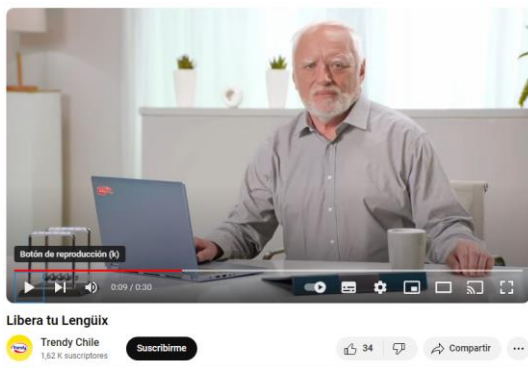 Botón de reproducción (k)
0:09 / 0:30
Libera tu Lengüix
Trendy Chile
1,62 K suscriptores
Suscribirme
34
Compartir